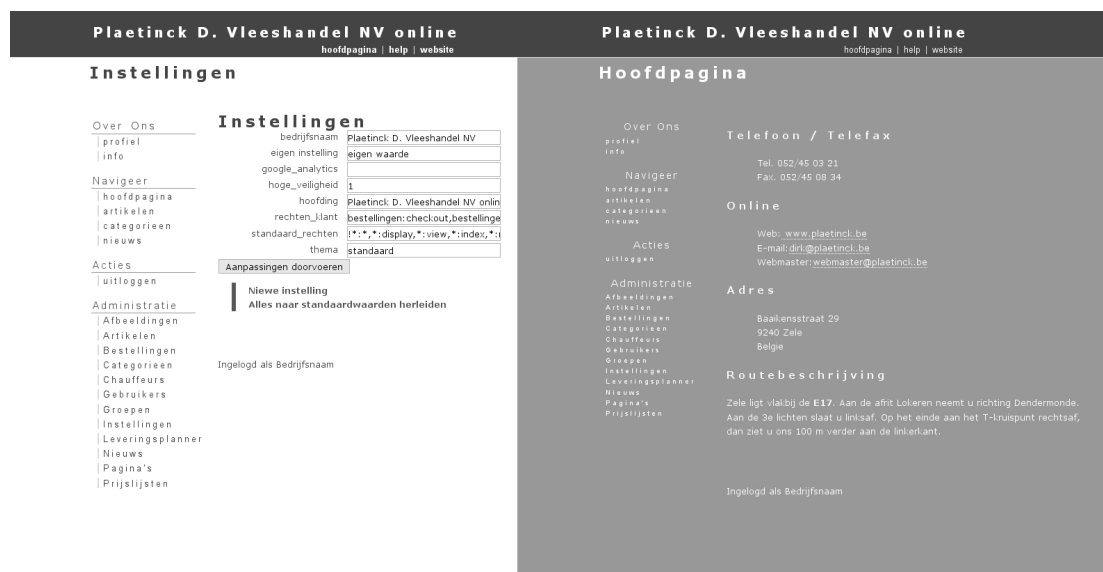 Plaetinck D. Vleeshandel NV online
hoofdpagina | help | website
Instellingen
Over Ons
profiel
info
Navigeer
hoofdpagina
artikelen
categorieen
nieuws
Acties
uitloggen
Administratie
Afbeeldingen
Artikelen
Bestellingen
Categorieen
Chauffeurs
Gebruikers
Groepen
Instellingen
Leveringsplanner
Nieuws
Pagina's
Prijslijsten
Instellingen
bedrijfsnaam Plaetinck D. Vleeshandel NV
eigen instelling eigen waarde
google_analytics
hoge_veiligheid 1
hoofding Plaetinck D. Vleeshandel NV onlin
rechten_klant bestellingen:checkout,bestellinge
standaard_rechten !*:*,*:display,*:view,*:index,*:
thema standaard
Aanpassingen doorvoeren
Niewe instelling
Alles naar standaardwaarden herleiden
Ingelogd als Bedrijfsnaam
Plaetinck D. Vleeshandel NV online
hoofdpagina | help | website
Hoofdpagina
Over Ons
profiel
info
Navigeer
hoofdpagina
artikelen
categorieen
nieuws
Acties
uitloggen
Administratie
Afbeeldingen
Artikelen
Bestellingen
Categorieen
Chauffeurs
Gebruikers
Groepen
Instellingen
Leveringsplanner
Nieuws
Pagina's
Prijslijsten
Telefoon / Telefax
Tel. 052/45 03 21
Fax. 052/45 08 34
Online
Web: www.plaetinck.be
E-mail: dirk@plaetinck.be
Webmaster: webmaster@plaetinck.be
Adres
Baaikensstraat 29
9240 Zele
Belgie
Routebeschrijving
Zele ligt vlakbij de E17. Aan de afrit Lokeren neemt u richting Dendermonde.
Aan de 3e lichten slaat u linksaf. Op het einde aan het T-kruispunt rechtsaf,
dan ziet u ons 100 m verder aan de linkerkant.
Ingelogd als Bedrijfsnaam